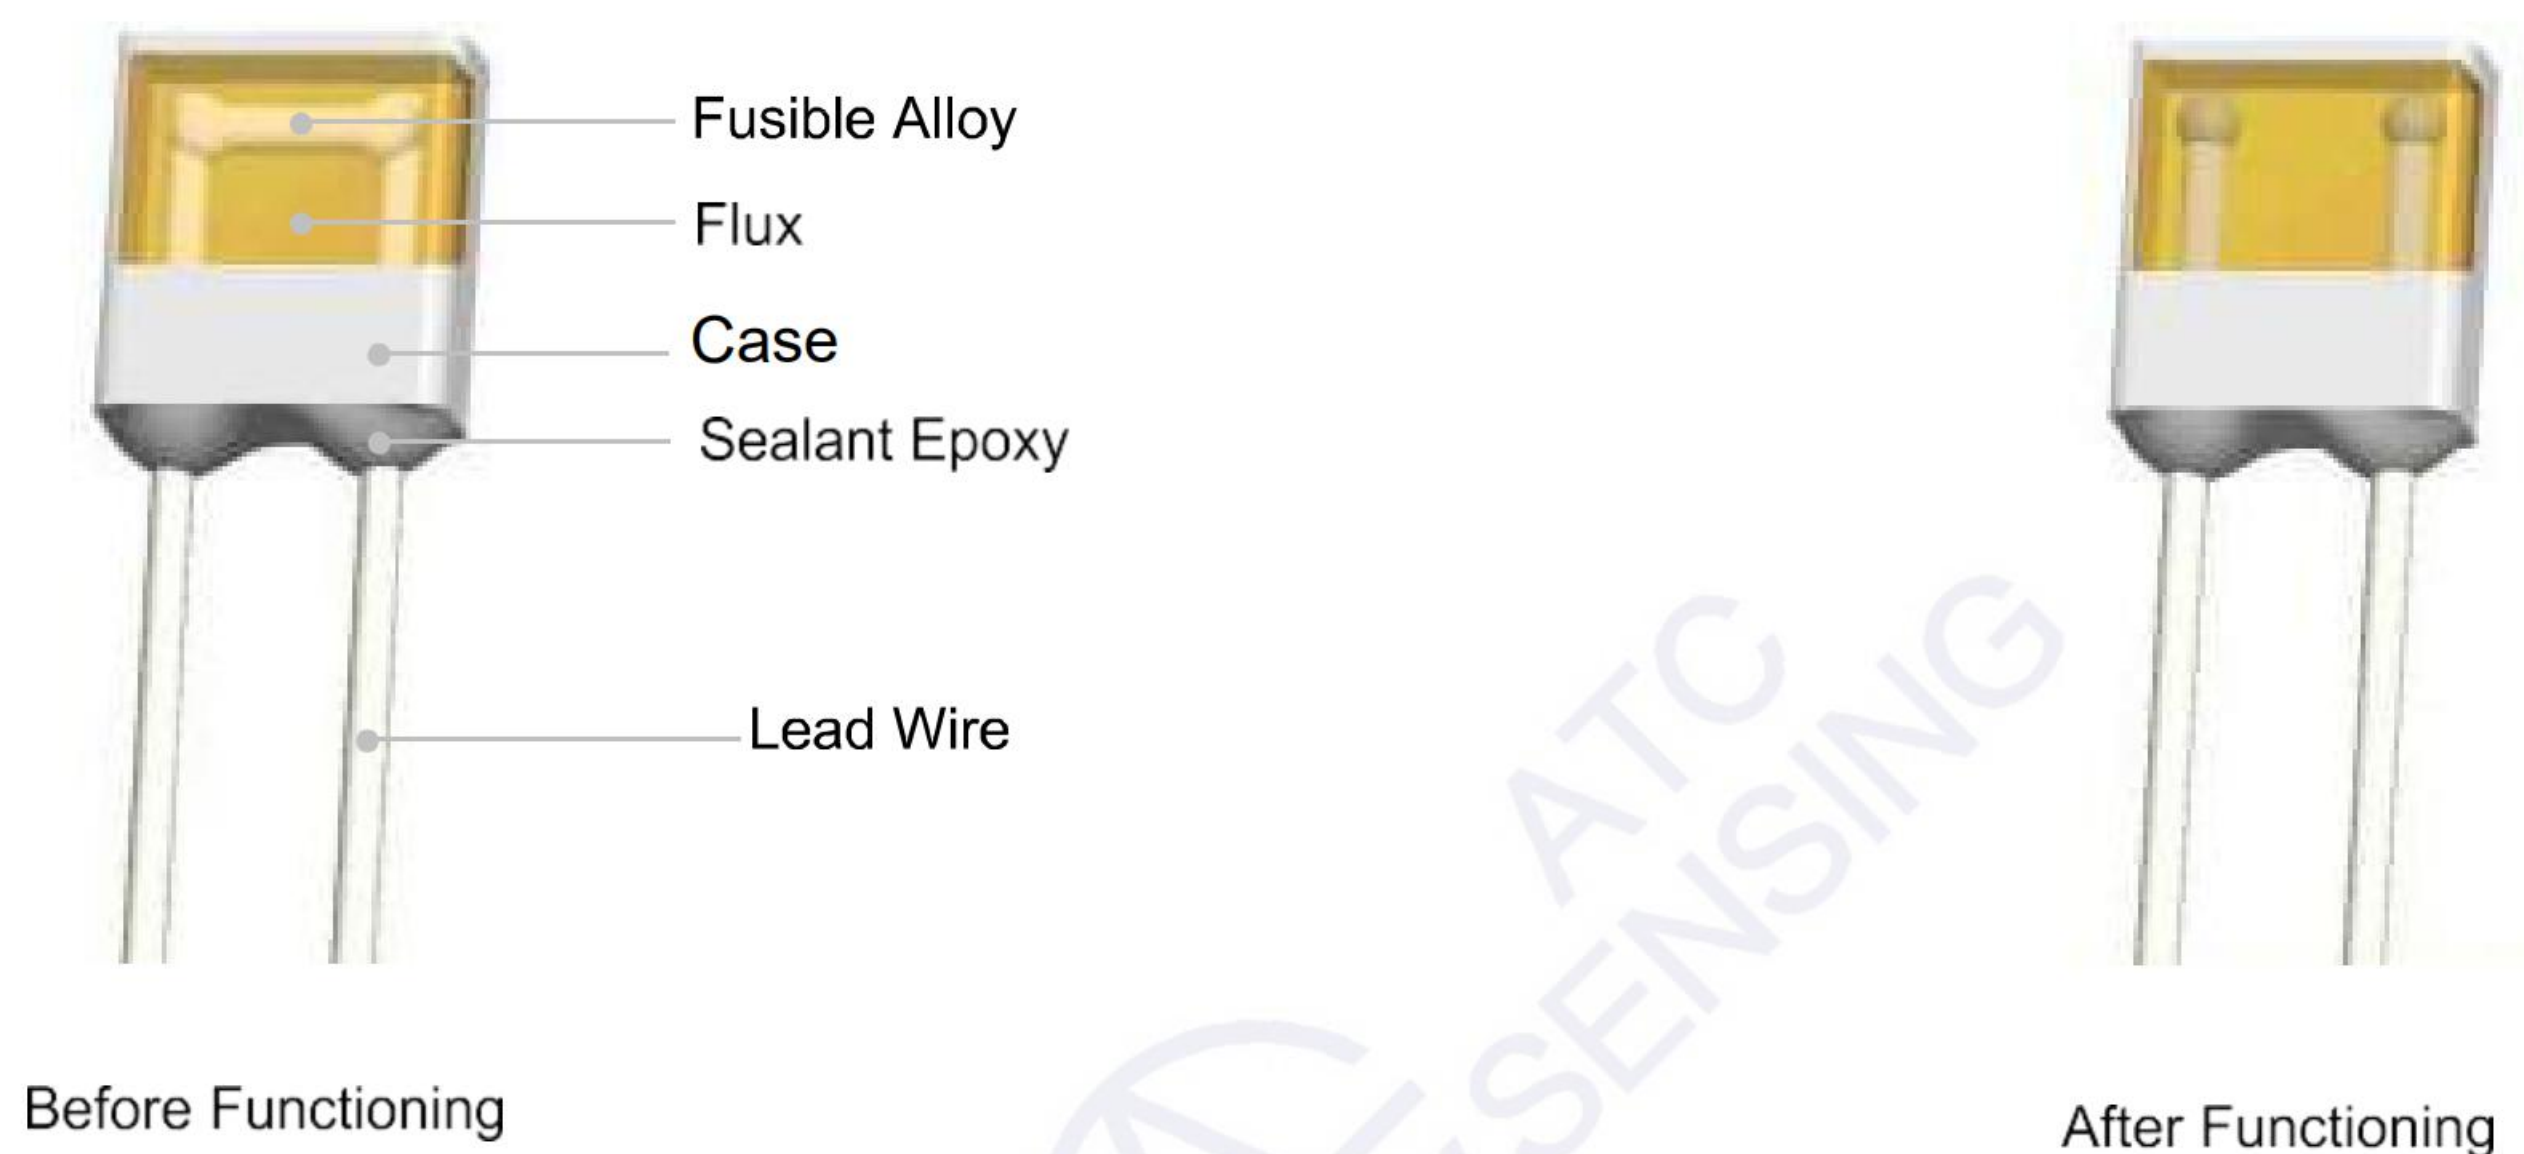 Fusible Alloy
Flux
Case
Sealant Epoxy
Lead Wire
ATC
SENSING
Before Functioning
After Functioning